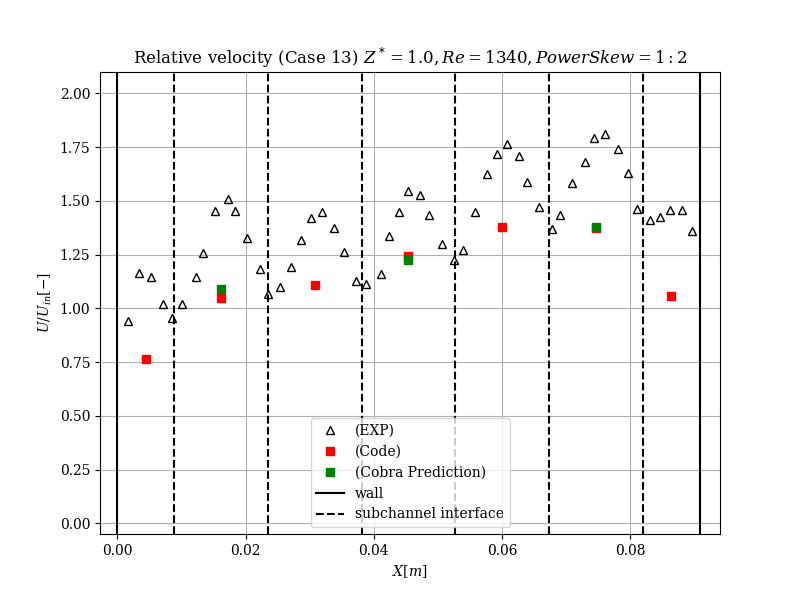 Relative velocity (Case 13) Z* = 1.0, Re = 1340, PowerSkew = 1 : 2
2.00
1.75
1.50
1.25
1.00
0.75
0.50
0.25
0.00
U/U_in[−]
(EXP)
(Code)
(Cobra Prediction)
wall
subchannel interface
0.00 0.02 0.04 0.06 0.08
X[m]